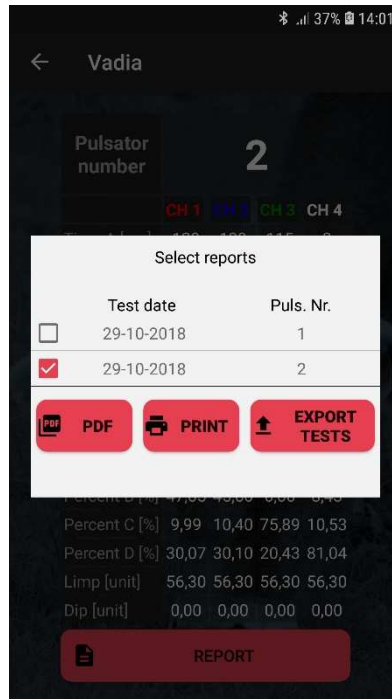 37% 14:01
Vadia
Pulsator
number
2
CH 1 CH 3 CH 4
Select reports
Test date Puls. Nr.
29-10-2018 1
29-10-2018 2
PDF PDF PRINT EXPORT
TESTS
Percent C [%] 9,99 10,40 75,89 10,53
Percent D [%] 30,07 30,10 20,43 81,04
Limp [unit] 56,30 56,30 56,30 56,30
Dip [unit] 0,00 0,00 0,00 0,00
REPORT